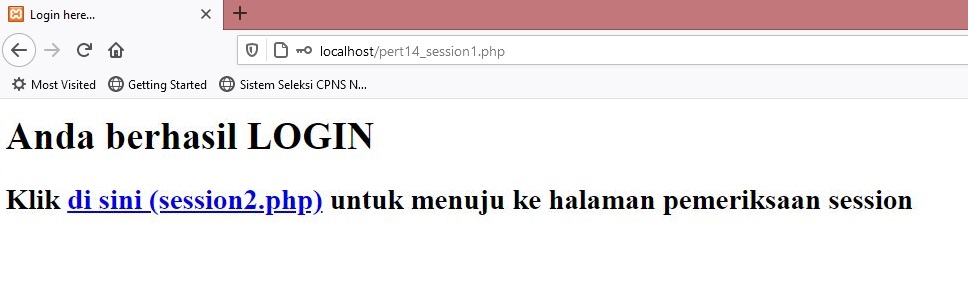 Login here...
localhost/pert14_session1.php
Most Visited Getting Started Sistem Seleksi CPNS N...
Anda berhasil LOGIN
Klik di sini (session2.php) untuk menuju ke halaman pemeriksaan session